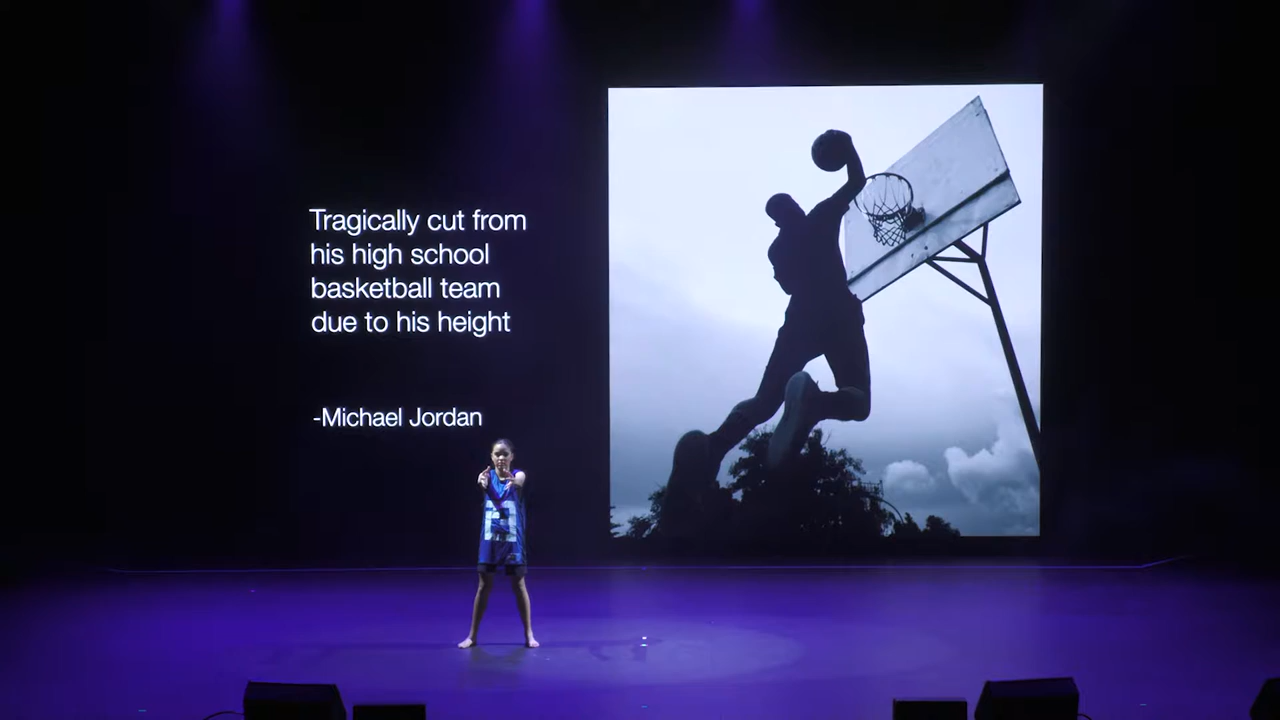 Tragically cut from
his high school
basketball team
due to his height
-Michael Jordan